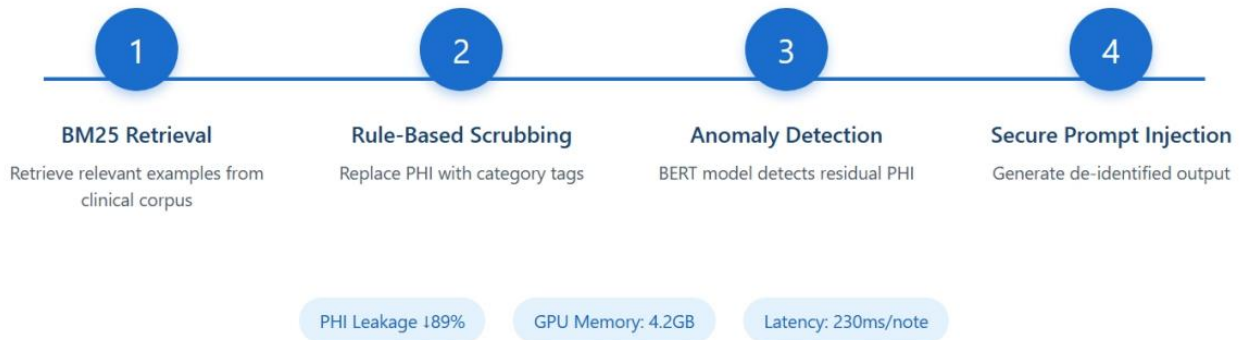 1
2
3
4
BM25 Retrieval
Retrieve relevant examples from
clinical corpus
Rule-Based Scrubbing
Replace PHI with category tags
Anomaly Detection
BERT model detects residual PHI
Secure Prompt Injection
Generate de-identified output
PHI Leakage ↓89%
GPU Memory: 4.2GB
Latency: 230ms/note